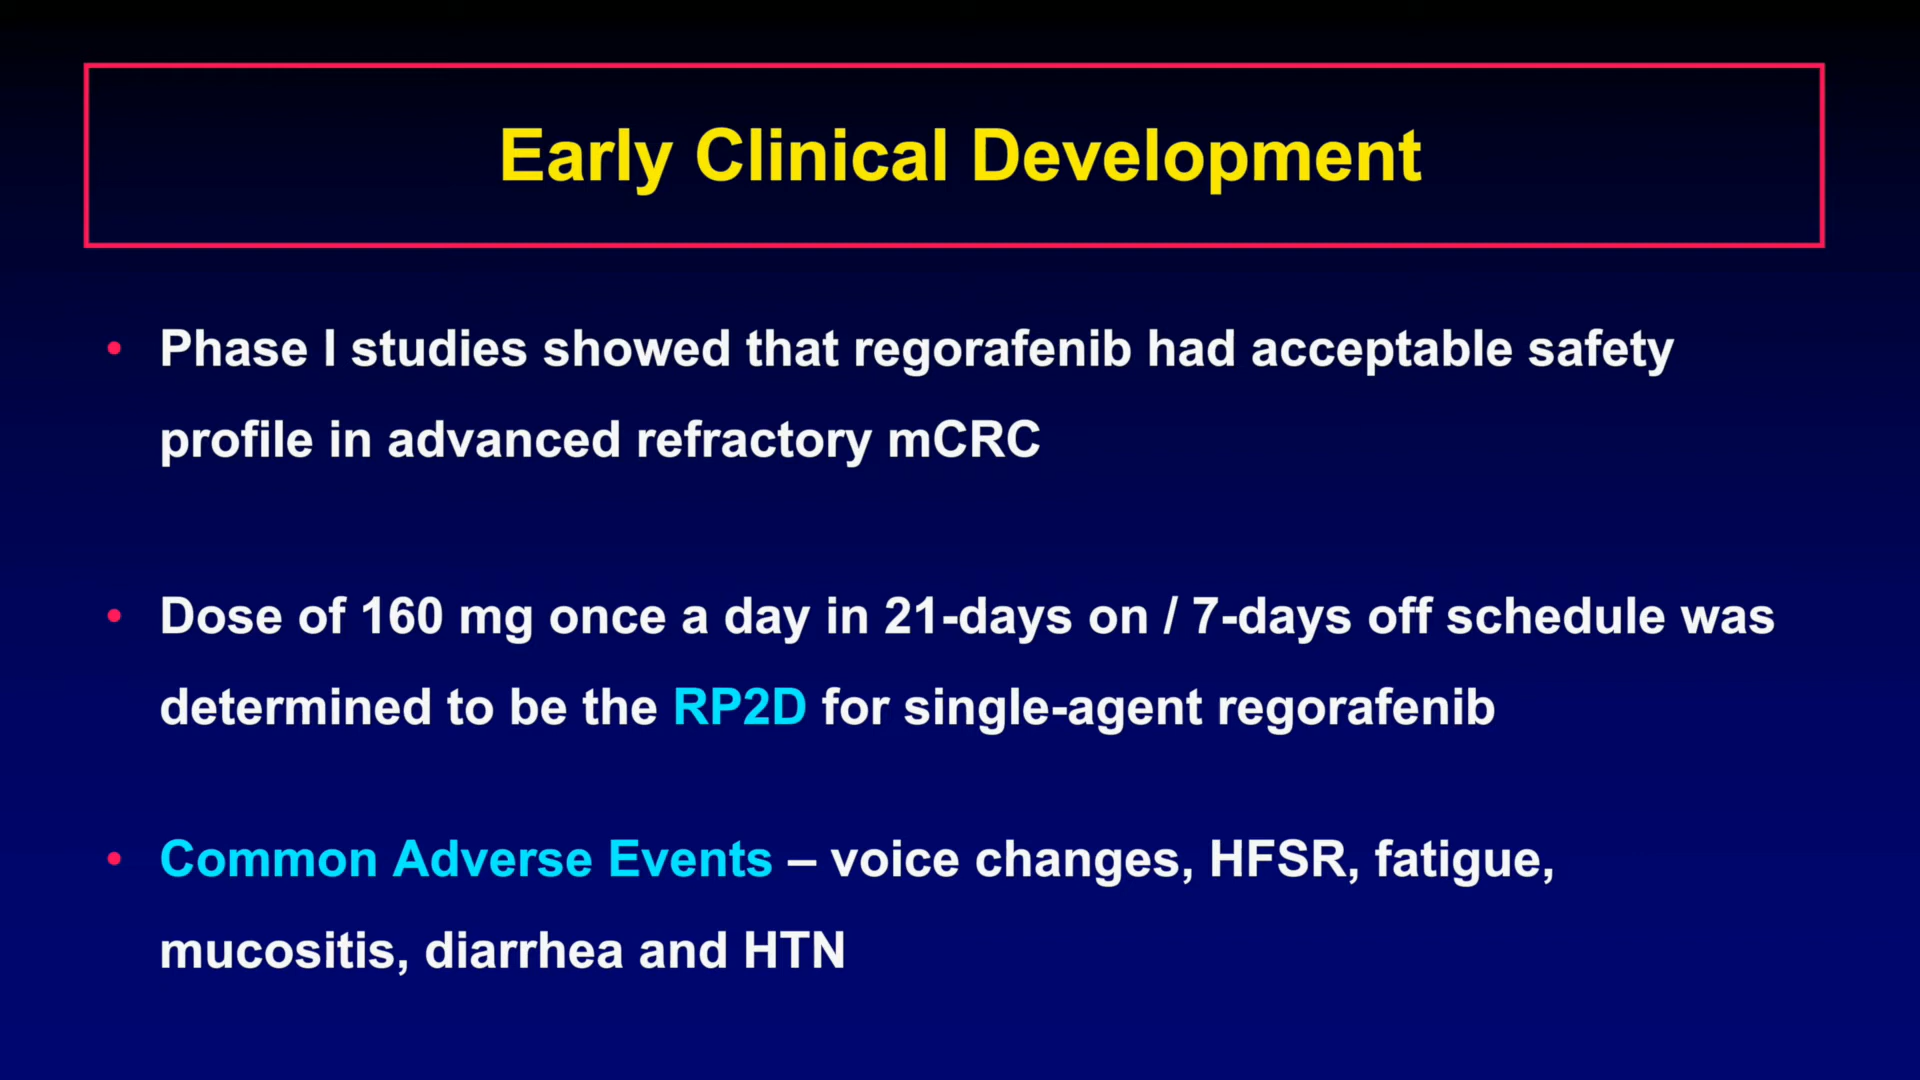 Early Clinical Development
• Phase I studies showed that regorafenib had acceptable safety
profile in advanced refractory mCRC
• Dose of 160 mg once a day in 21-days on / 7-days off schedule was
determined to be the RP2D for single-agent regorafenib
• Common Adverse Events – voice changes, HFSR, fatigue,
mucositis, diarrhea and HTN